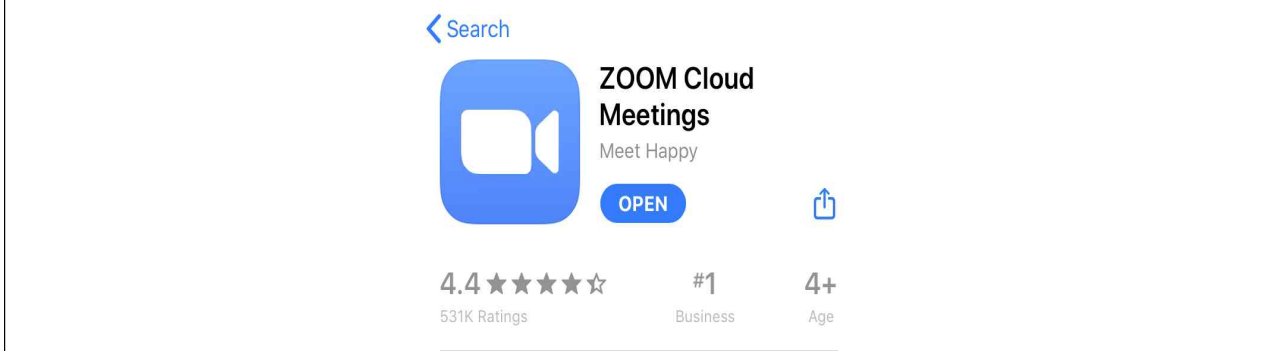 Search
ZOOM Cloud
Meetings
Meet Happy
OPEN
4.4 #1 4+
531K Ratings Business Age